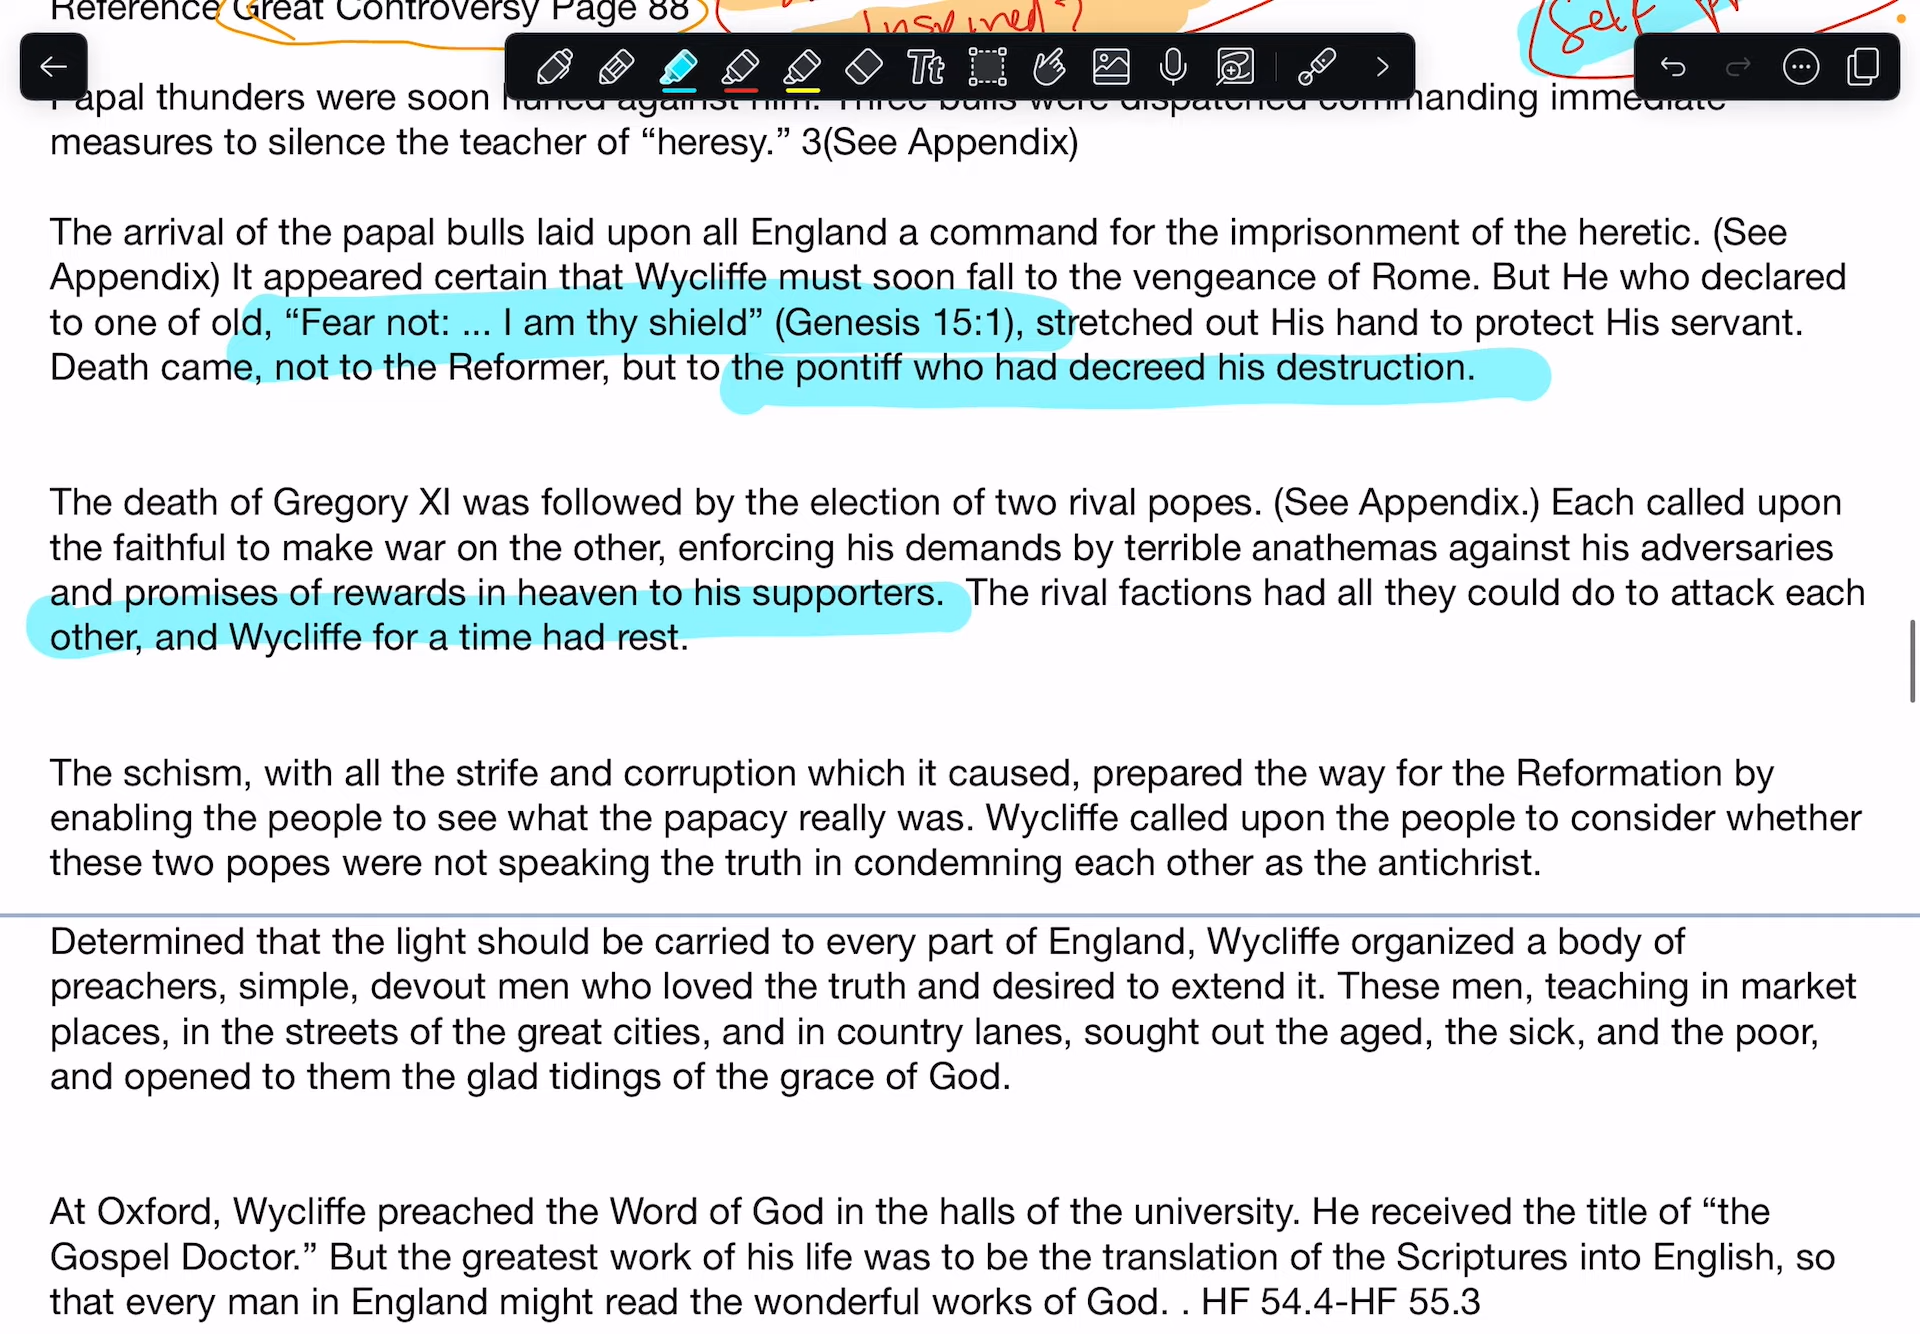 Reference Great Controversy Page 88
Inspired?
Self
Tt
Papal thunders were soon hurled against him. Three bulls were dispatched commanding immediate
measures to silence the teacher of “heresy.” 3(See Appendix)
The arrival of the papal bulls laid upon all England a command for the imprisonment of the heretic. (See
Appendix) It appeared certain that Wycliffe must soon fall to the vengeance of Rome. But He who declared
to one of old, “Fear not: ... I am thy shield” (Genesis 15:1), stretched out His hand to protect His servant.
Death came, not to the Reformer, but to the pontiff who had decreed his destruction.
The death of Gregory XI was followed by the election of two rival popes. (See Appendix.) Each called upon
the faithful to make war on the other, enforcing his demands by terrible anathemas against his adversaries
and promises of rewards in heaven to his supporters. The rival factions had all they could do to attack each
other, and Wycliffe for a time had rest.
The schism, with all the strife and corruption which it caused, prepared the way for the Reformation by
enabling the people to see what the papacy really was. Wycliffe called upon the people to consider whether
these two popes were not speaking the truth in condemning each other as the antichrist.
Determined that the light should be carried to every part of England, Wycliffe organized a body of
preachers, simple, devout men who loved the truth and desired to extend it. These men, teaching in market
places, in the streets of the great cities, and in country lanes, sought out the aged, the sick, and the poor,
and opened to them the glad tidings of the grace of God.
At Oxford, Wycliffe preached the Word of God in the halls of the university. He received the title of “the
Gospel Doctor.” But the greatest work of his life was to be the translation of the Scriptures into English, so
that every man in England might read the wonderful works of God. . HF 54.4-HF 55.3